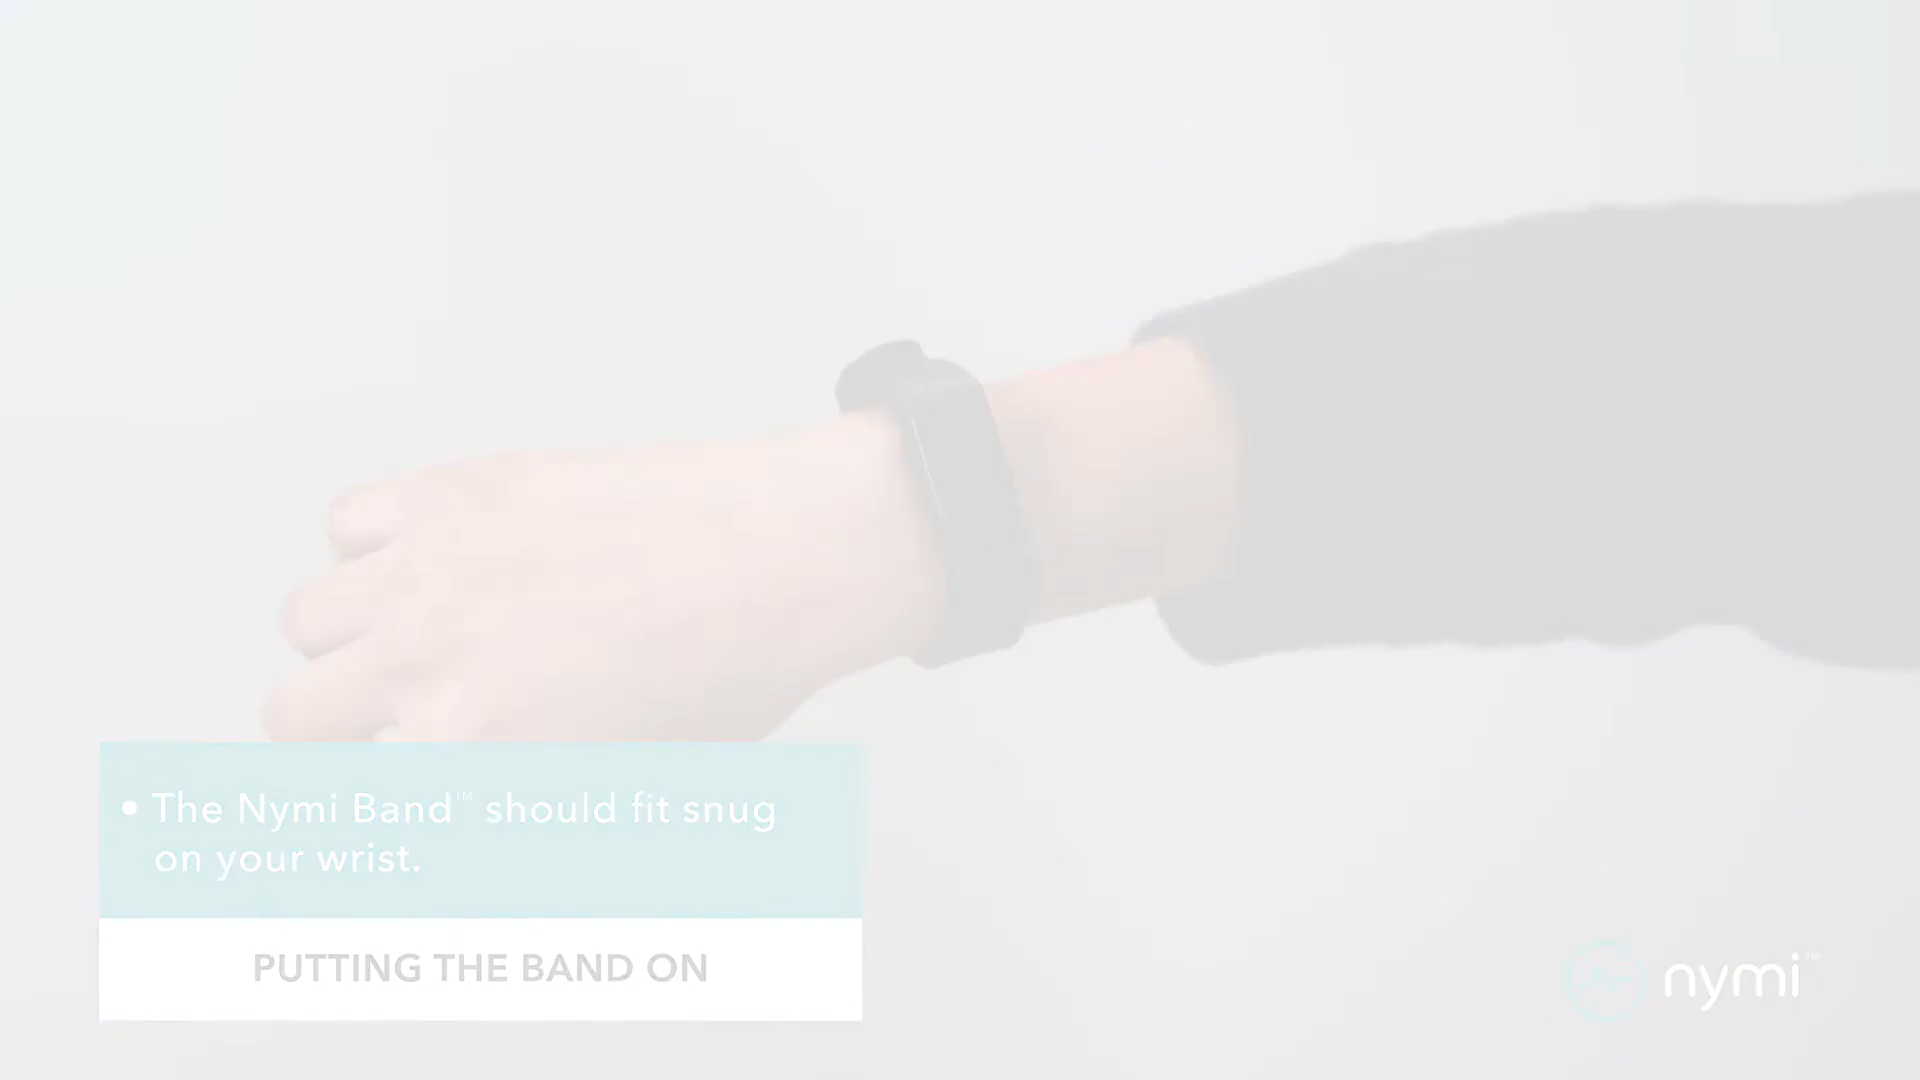 • The Nymi Band™ should fit snug
on your wrist.
PUTTING THE BAND ON
nymi™